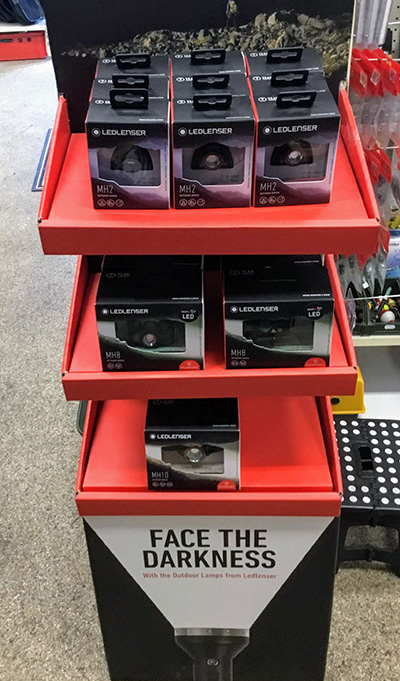 LEDLENSER
MH2
LEDLENSER
MH2
LEDLENSER
MH2
LEDLENSER
MH8
LEDLENSER
LED
MH8
LEDLENSER
MH10
FACE THE
DARKNESS
With the Outdoor Lamps from Ledlenser